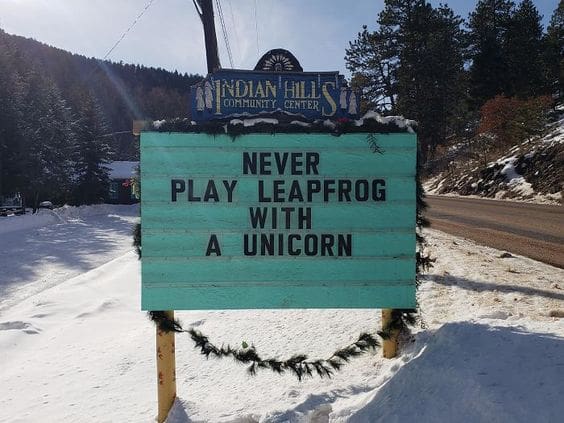 INDIAN HILLS
COMMUNITY CENTER
NEVER
PLAY LEAPFROG
WITH
A UNICORN